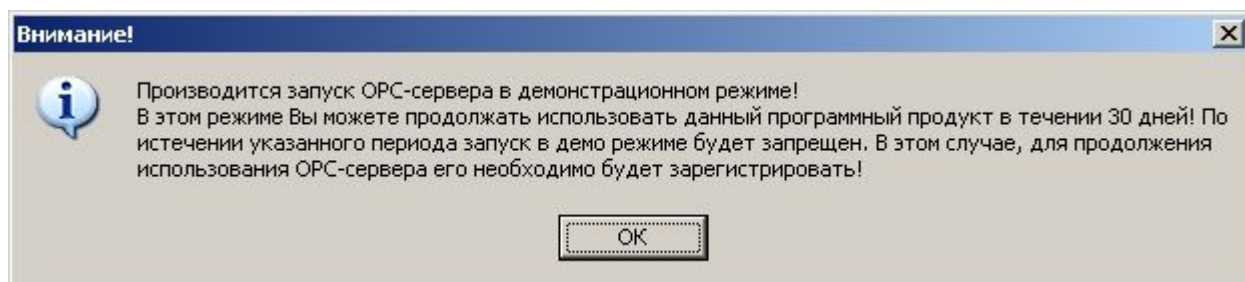 Внимание!
Производится запуск OPC-сервера в демонстрационном режиме!
В этом режиме Вы можете продолжать использовать данный программный продукт в течении 30 дней! По
истечении указанного периода запуск в демо режиме будет запрещен. В этом случае, для продолжения
использования OPC-сервера его необходимо будет зарегистрировать!
ОК